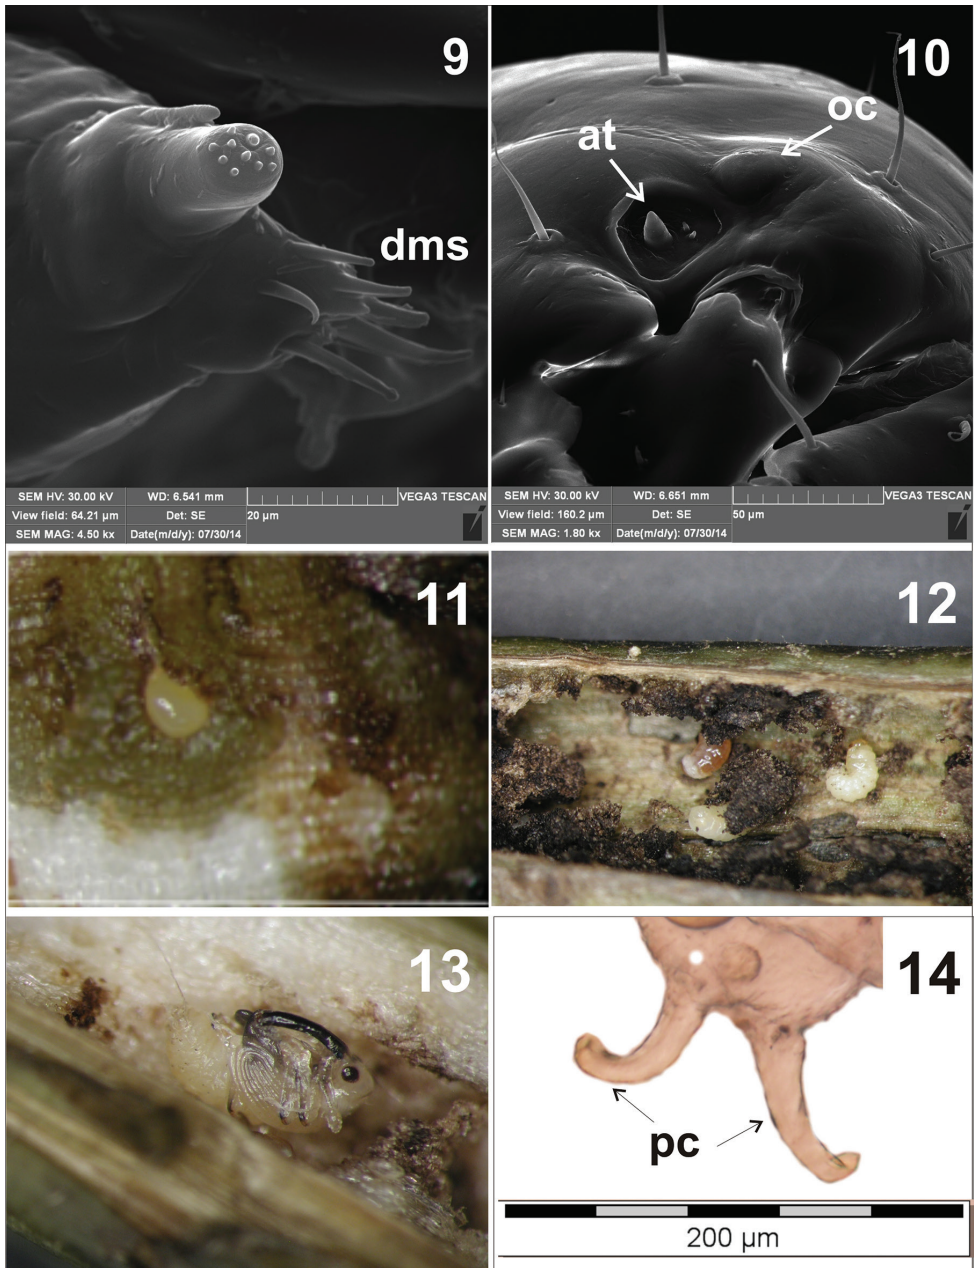 9
dms
SEM HV: 30.00 kV WD: 6.541 mm VEGA3 TESCAN
View field: 64.21 µm Det: SE 20 µm
SEM MAG: 4.50 kx Date(m/d/y): 07/30/14
10
oc
at
SEM HV: 30.00 kV WD: 6.651 mm VEGA3 TESCAN
View field: 160.2 µm Det: SE 50 µm
SEM MAG: 1.80 kx Date(m/d/y): 07/30/14
11
12
13
14
pc
200 µm